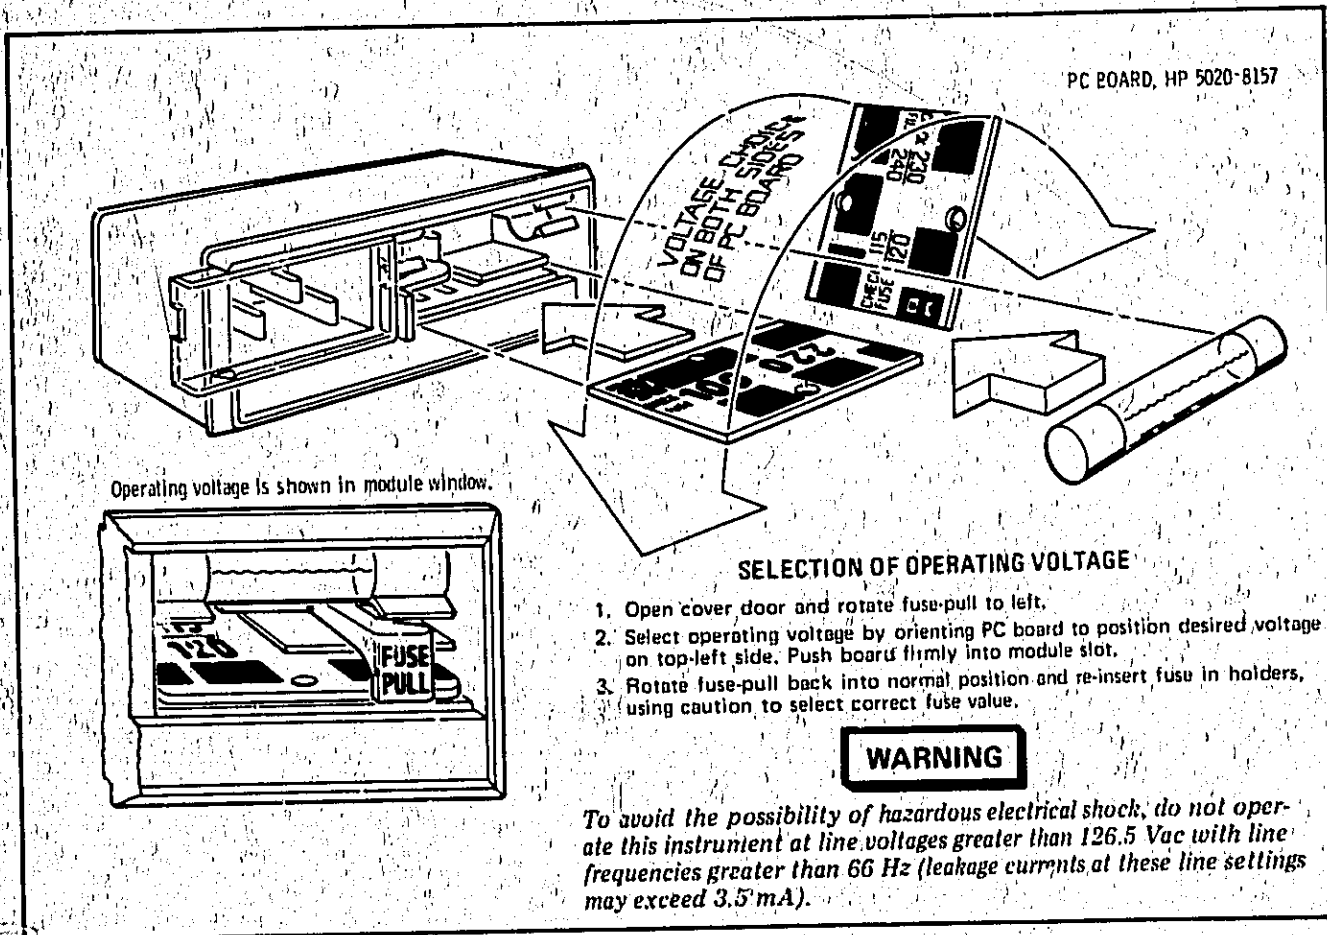 PC BOARD, HP 5020-8157
VOLTAGE CHOICE
ON BOTH SIDES
OF PC BOARD
230
240
115
120
CHECK
FUSE
220
Operating voltage is shown in module window.
120
FUSE
PULL
SELECTION OF OPERATING VOLTAGE
1. Open cover door and rotate fuse-pull to left.
2. Select operating voltage by orienting PC board to position desired voltage
on top-left side. Push board firmly into module slot.
3. Rotate fuse-pull back into normal position and re-insert fuse in holders,
using caution to select correct fuse value.
WARNING
To avoid the possibility of hazardous electrical shock, do not oper-
ate this instrument at line voltages greater than 126.5 Vac with line
frequencies greater than 66 Hz (leakage currents at these line settings
may exceed 3.5 mA).